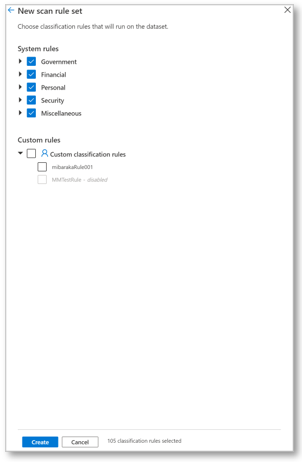 New scan rule set
Choose classification rules that will run on the dataset.
System rules
Government
Financial
Personal
Security
Miscellaneous
Custom rules
Custom classification rules
mibarakaRule001
MMTestRule - disabled
Create Cancel 105 classification rules selected